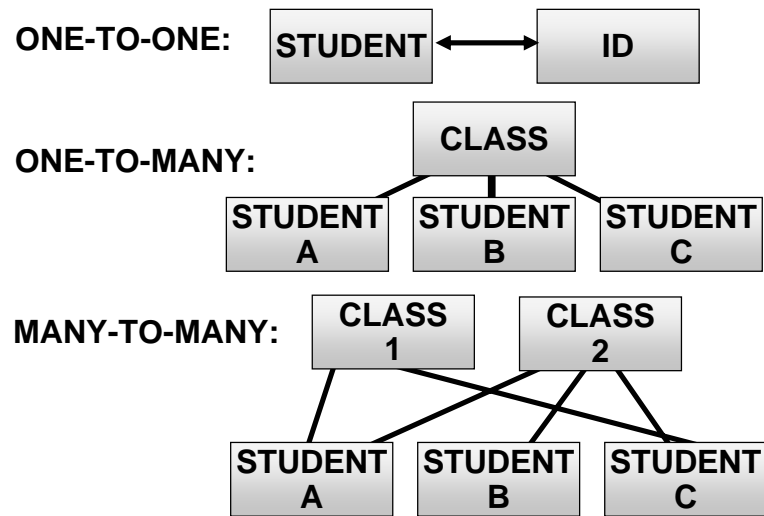 ONE-TO-ONE:
STUDENT
ID
ONE-TO-MANY:
CLASS
STUDENT
A
STUDENT
B
STUDENT
C
MANY-TO-MANY:
CLASS
1
CLASS
2
STUDENT
A
STUDENT
B
STUDENT
C